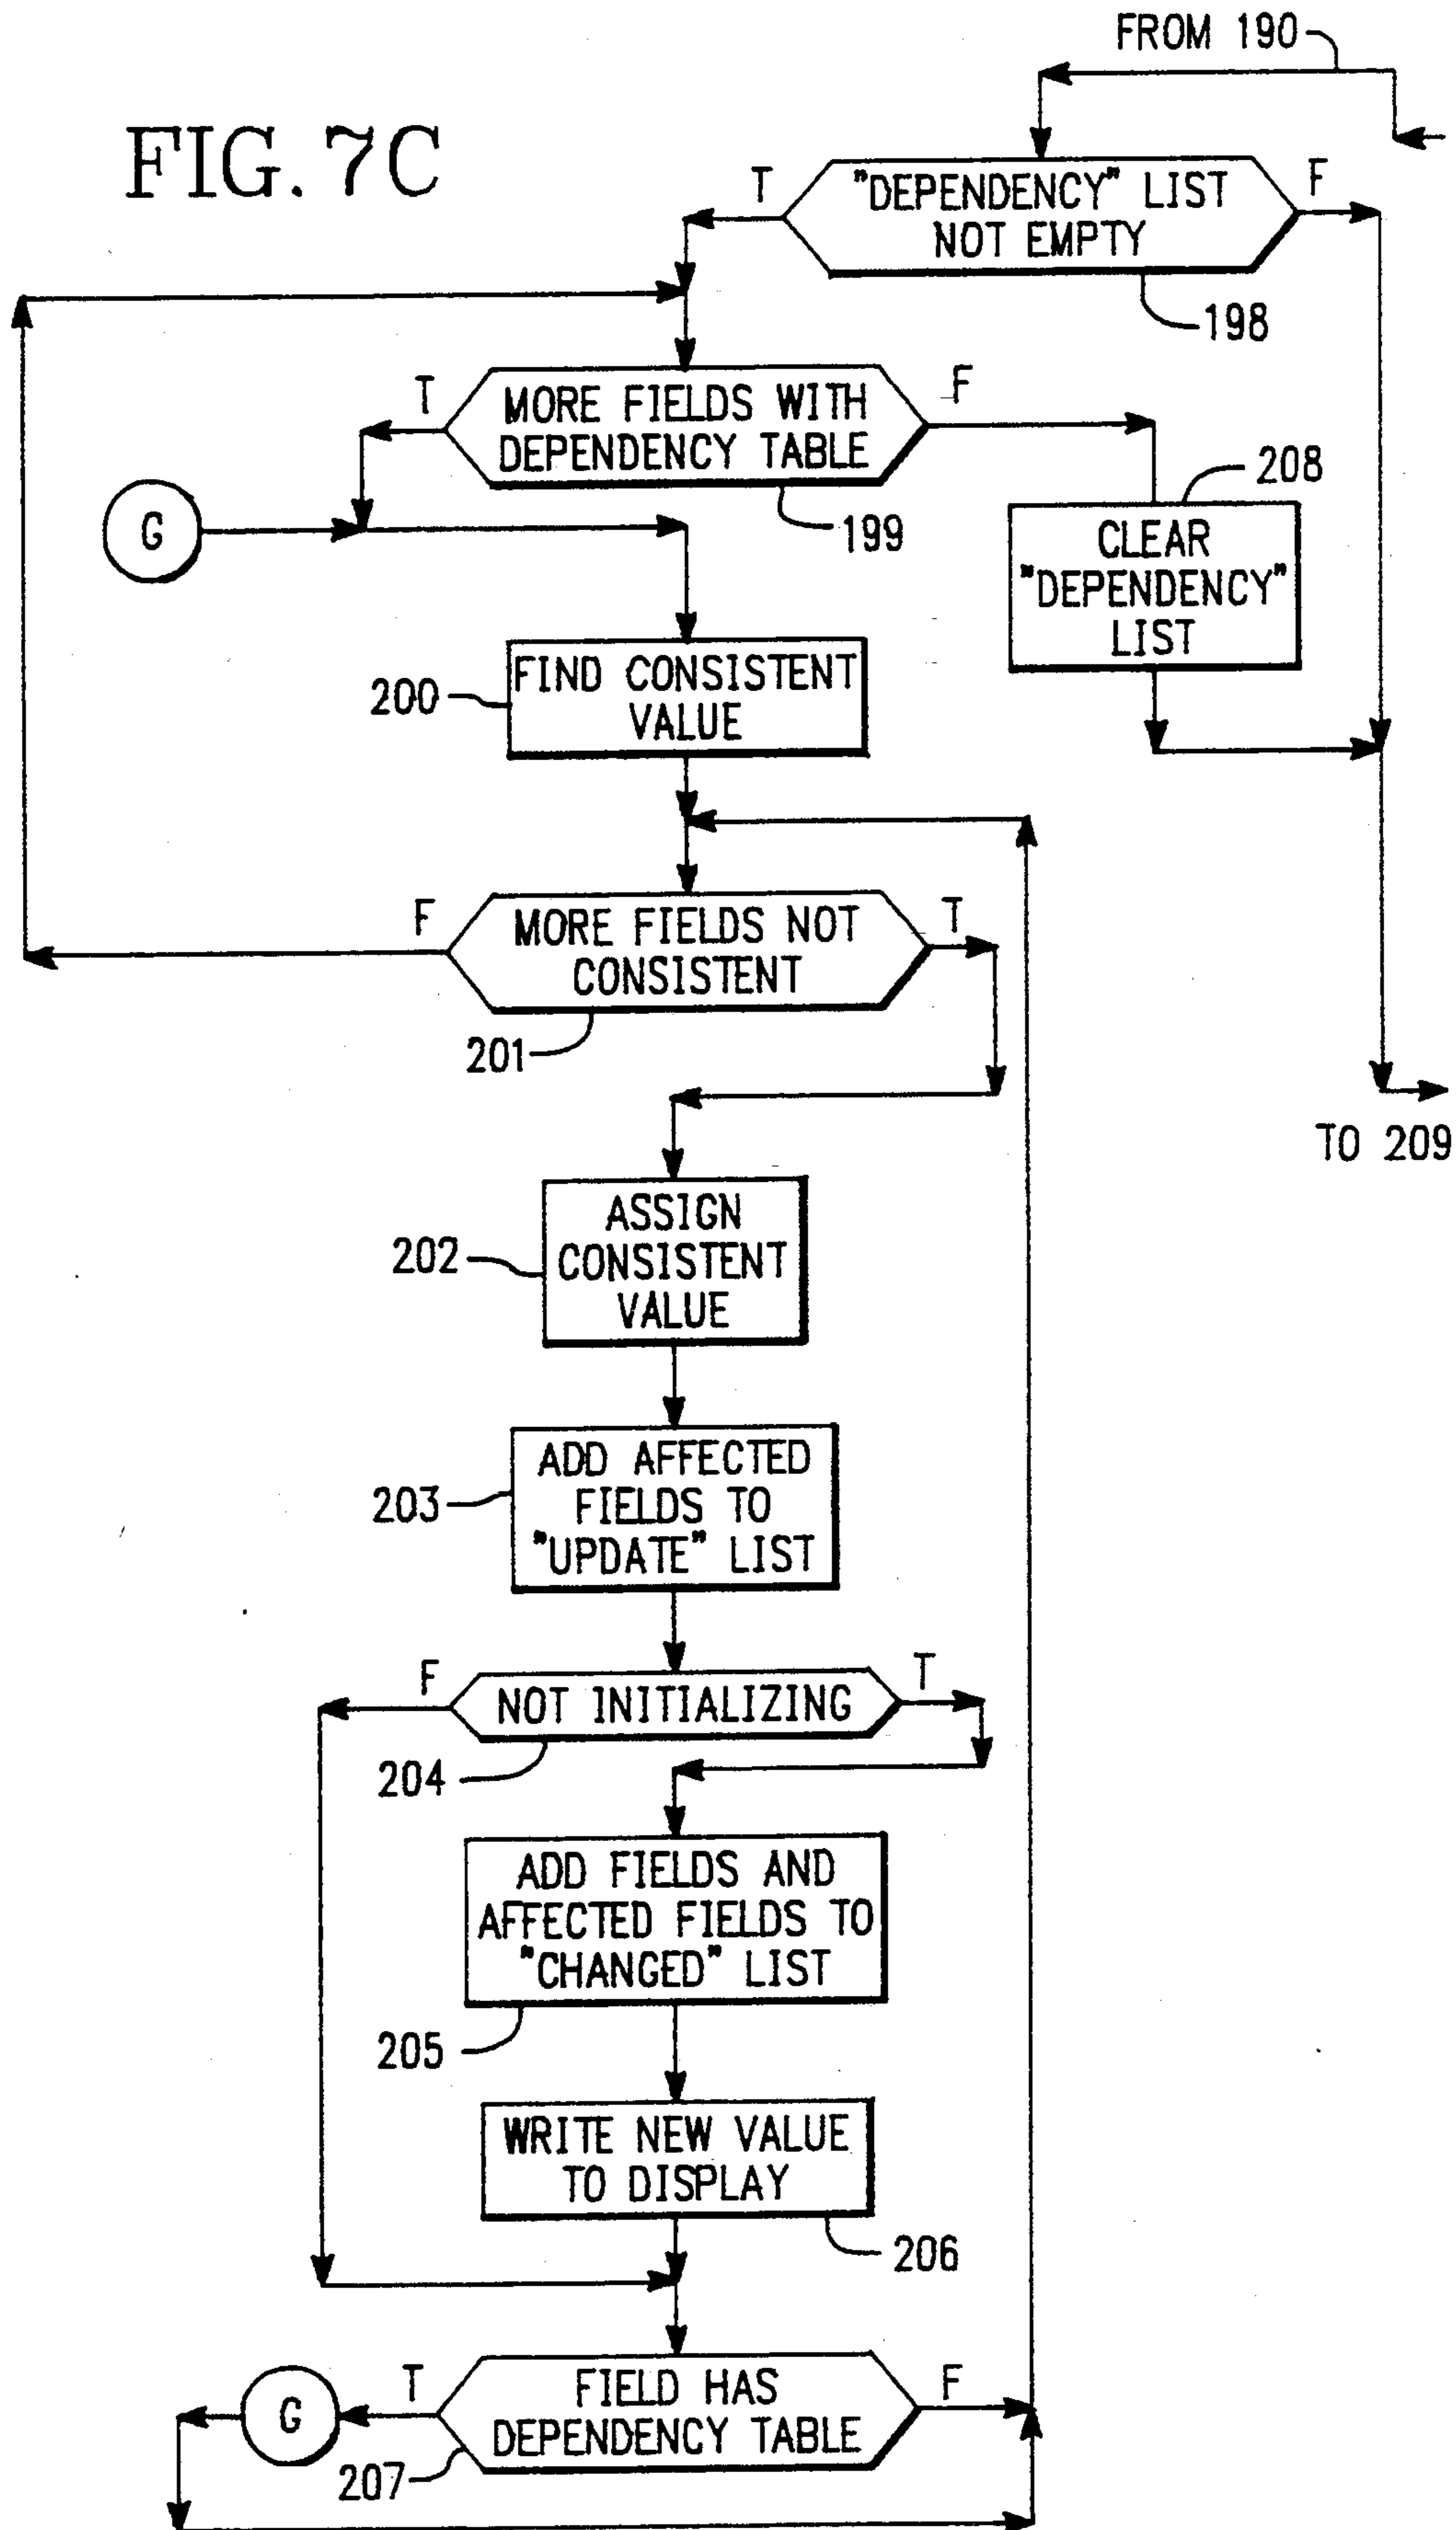 FROM 190
FIG. 7C
T
"DEPENDENCY" LIST
NOT EMPTY
F
198
T
MORE FIELDS WITH
DEPENDENCY TABLE
F
199
208
G
CLEAR
"DEPENDENCY"
LIST
200
FIND CONSISTENT
VALUE
F
MORE FIELDS NOT
CONSISTENT
T
201
TO 209
202
ASSIGN
CONSISTENT
VALUE
203
ADD AFFECTED
FIELDS TO
"UPDATE" LIST
F
NOT INITIALIZING
T
204
ADD FIELDS AND
AFFECTED FIELDS TO
"CHANGED" LIST
205
WRITE NEW VALUE
TO DISPLAY
206
G
T
FIELD HAS
DEPENDENCY TABLE
F
207